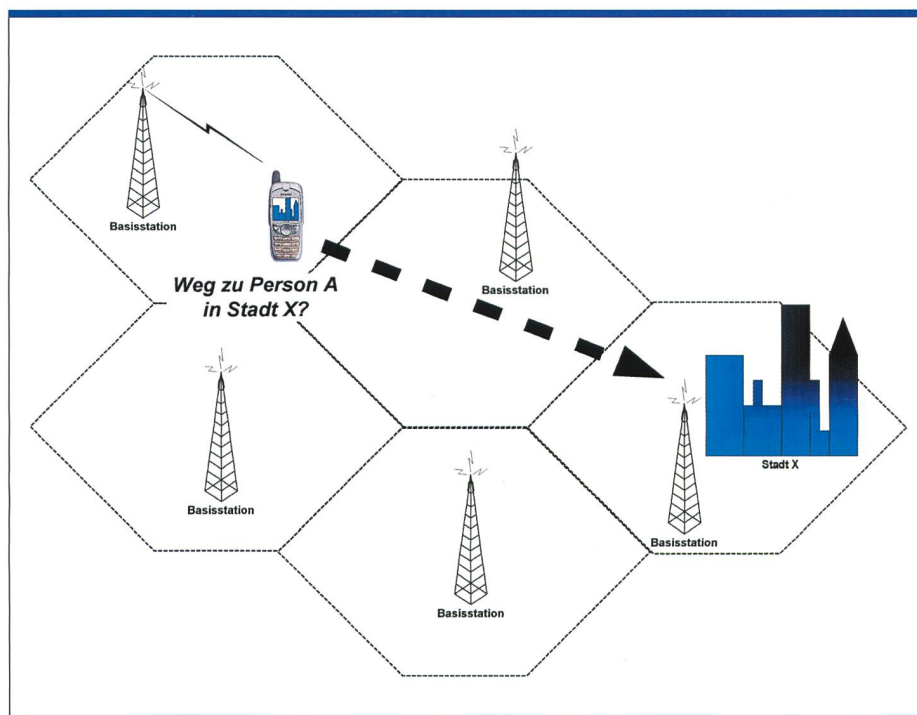 Basisstation
Basisstation
Weg zu Person A
in Stadt X?
Stadt X
Basisstation
Basisstation
Basisstation